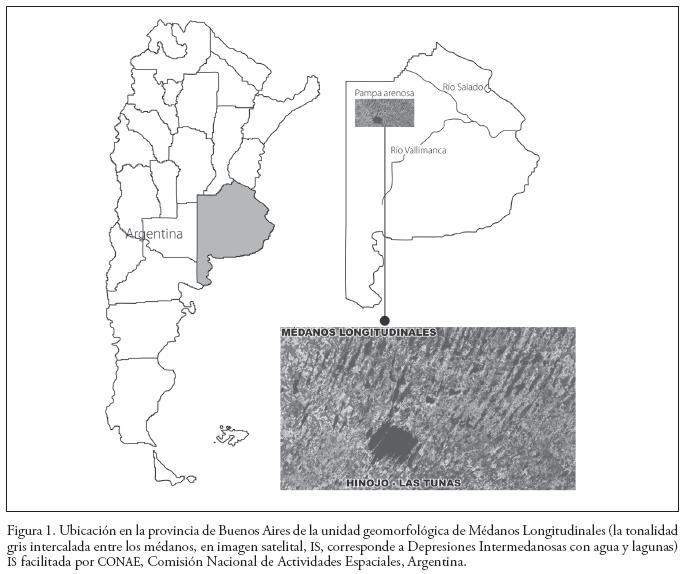 Pampa arenosa
Río Salado
Río Vallimanca
Argentina
MÉDANOS LONGITUDINALES
HINOJO - LAS TUNAS
Figura 1. Ubicación en la provincia de Buenos Aires de la unidad geomorfológica de Médanos Longitudinales (la tonalidad
gris intercalada entre los médanos, en imagen satelital, IS, corresponde a Depresiones Intermedanosas con agua y lagunas)
IS facilitada por CONAE, Comisión Nacional de Actividades Espaciales, Argentina.